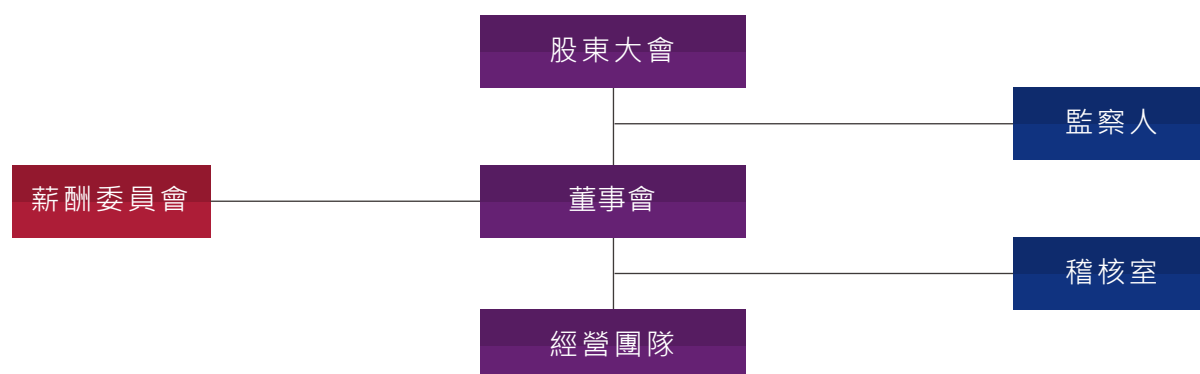 股東大會
監察人
薪酬委員會
董事會
稽核室
經營團隊